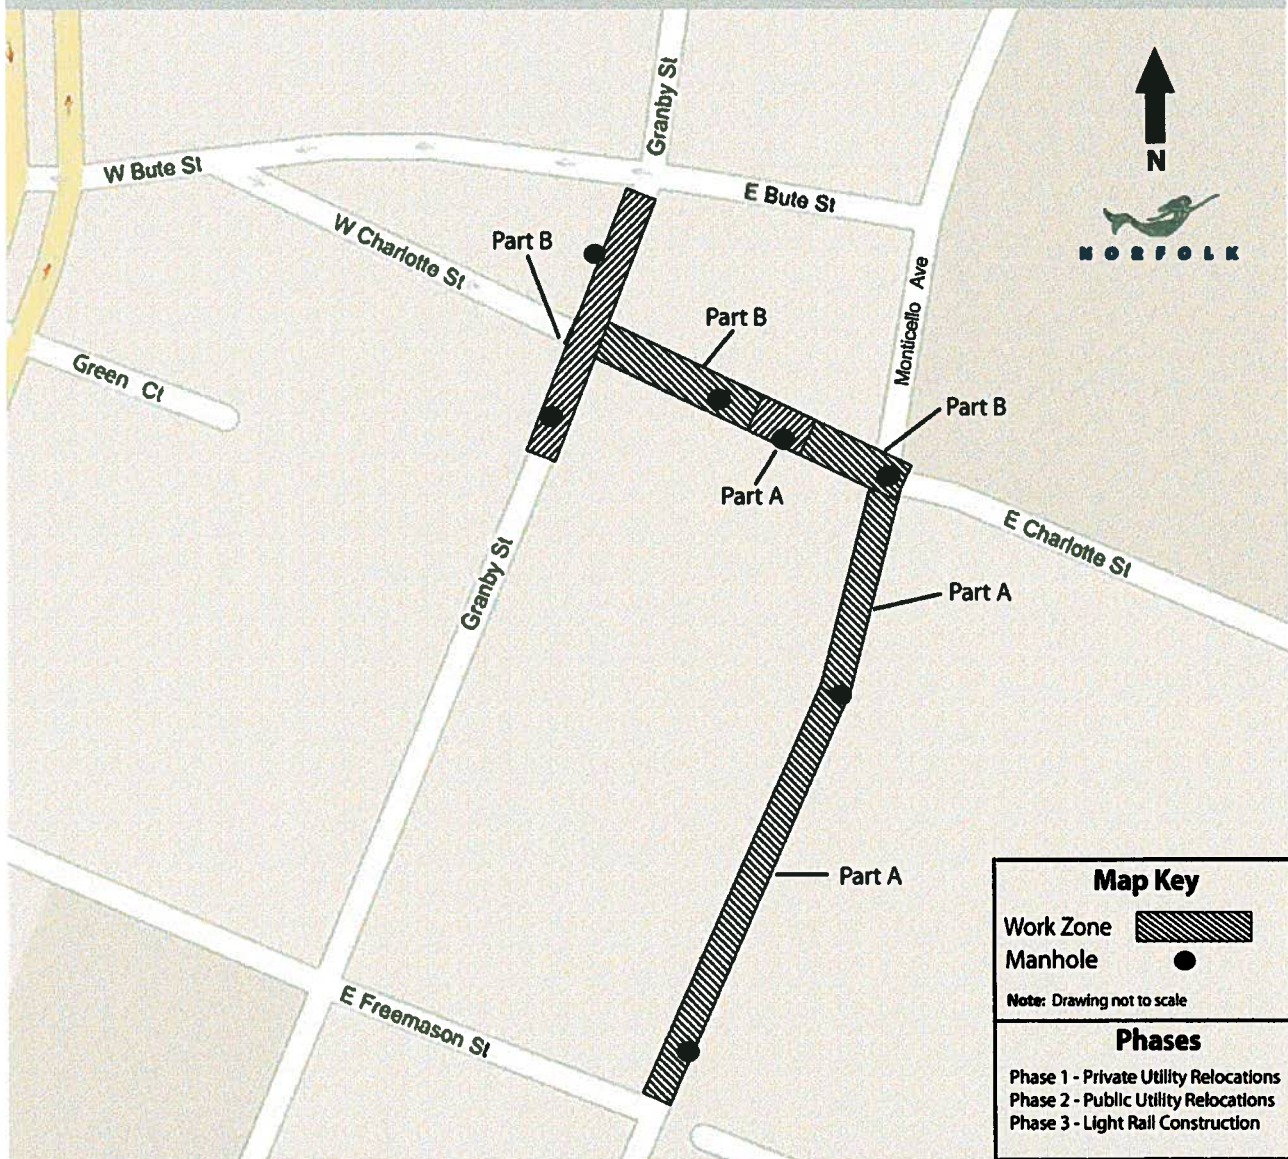 Granby St
N
W Bute St
E Bute St
NORFOLK
W Charlotte St
Part B
Part B
Monticello Ave
Green Ct
Part B
Part A
E Charlotte St
Granby St
Part A
Part A
Map Key
Work Zone
Manhole
Note: Drawing not to scale
E Freemason St
Phases
Phase 1 - Private Utility Relocations
Phase 2 - Public Utility Relocations
Phase 3 - Light Rail Construction